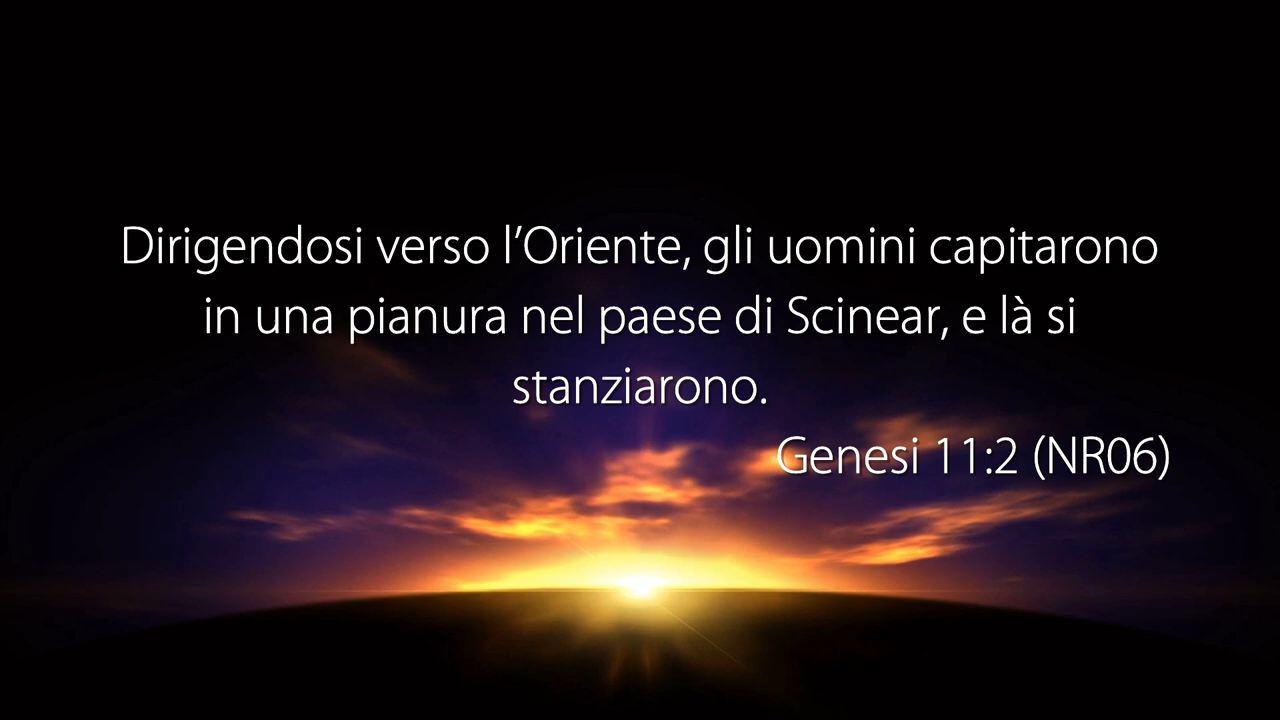 Dirigendosi verso l’Oriente, gli uomini capitarono
in una pianura nel paese di Scinear, e là si
stanziarono.
Genesi 11:2 (NR06)